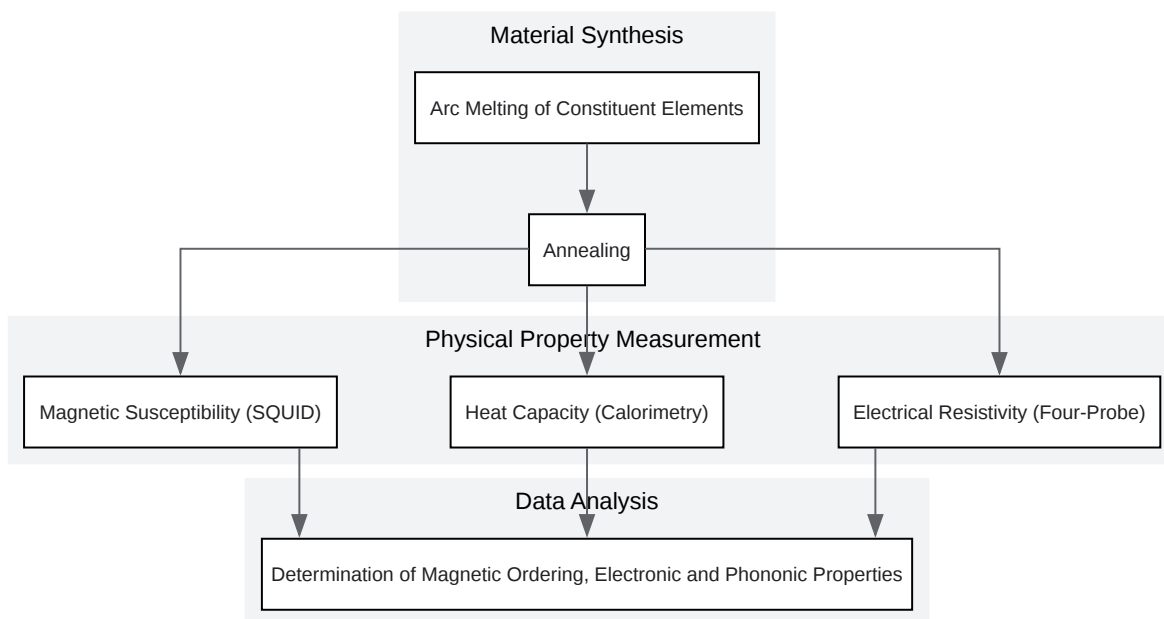 Material Synthesis
Arc Melting of Constituent Elements
Annealing
Physical Property Measurement
Magnetic Susceptibility (SQUID)
Heat Capacity (Calorimetry)
Electrical Resistivity (Four-Probe)
Data Analysis
Determination of Magnetic Ordering, Electronic and Phononic Properties